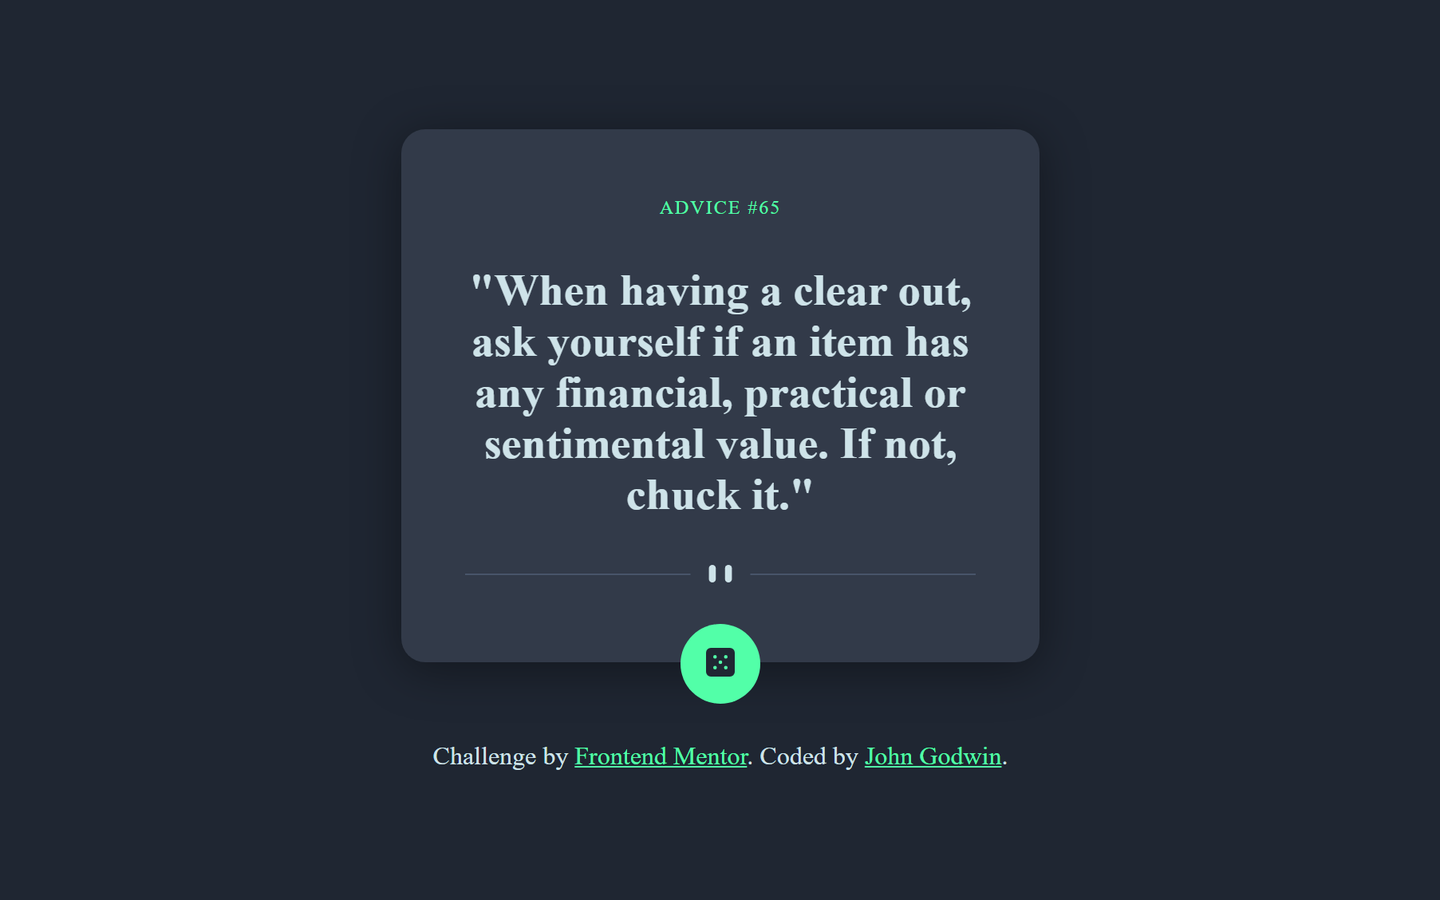 ADVICE #65
"When having a clear out,
ask yourself if an item has
any financial, practical or
sentimental value. If not,
chuck it."
Challenge by Frontend Mentor. Coded by John Godwin.